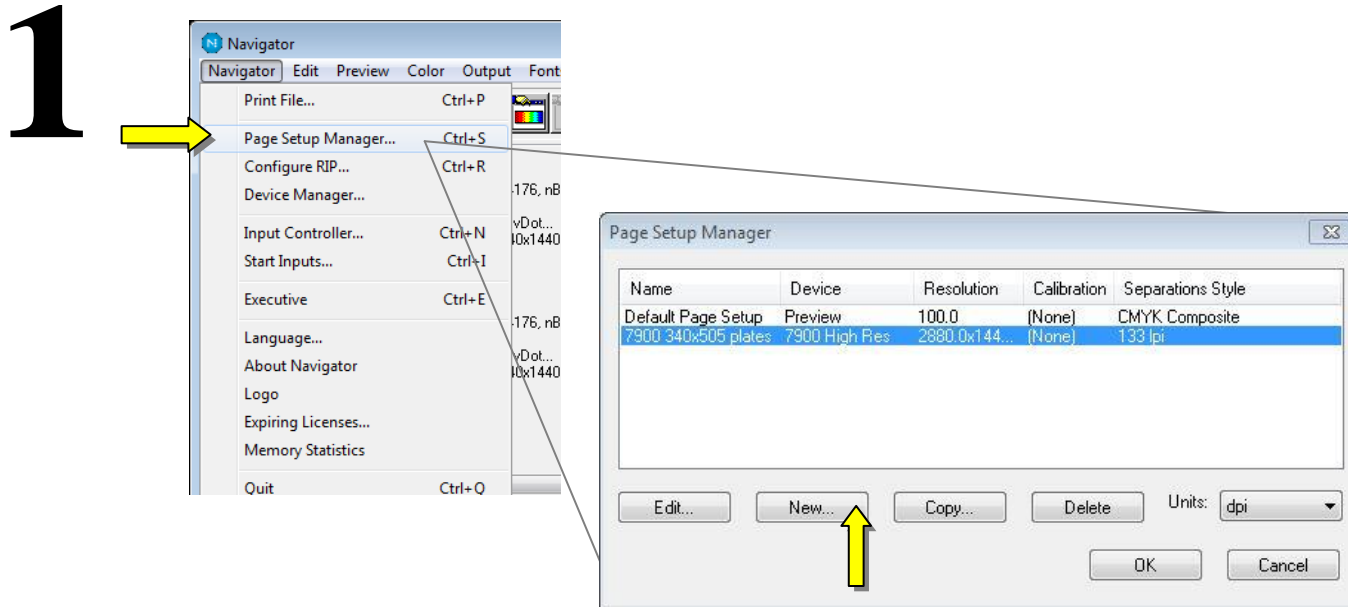 1
Navigator
Navigator Edit Preview Color Output Font
Print File... Ctrl+P
Page Setup Manager... Ctrl+S
Configure RIP... Ctrl+R
Device Manager...
Input Controller... Ctrl+N
Start Inputs... Ctrl+I
Executive Ctrl+E
Language...
About Navigator
Logo
Expiring Licenses...
Memory Statistics
Quit Ctrl+Q
176, nB
vDot...
40x1440
176, nB
vDot...
40x1440
Page Setup Manager
Name Device Resolution Calibration Separations Style
Default Page Setup Preview 100.0 (None) CMYK Composite
7900 340x505 plates 7900 High Res 2880.0x144... (None) 133 lpi
Edit... New... Copy... Delete Units: dpi
OK Cancel